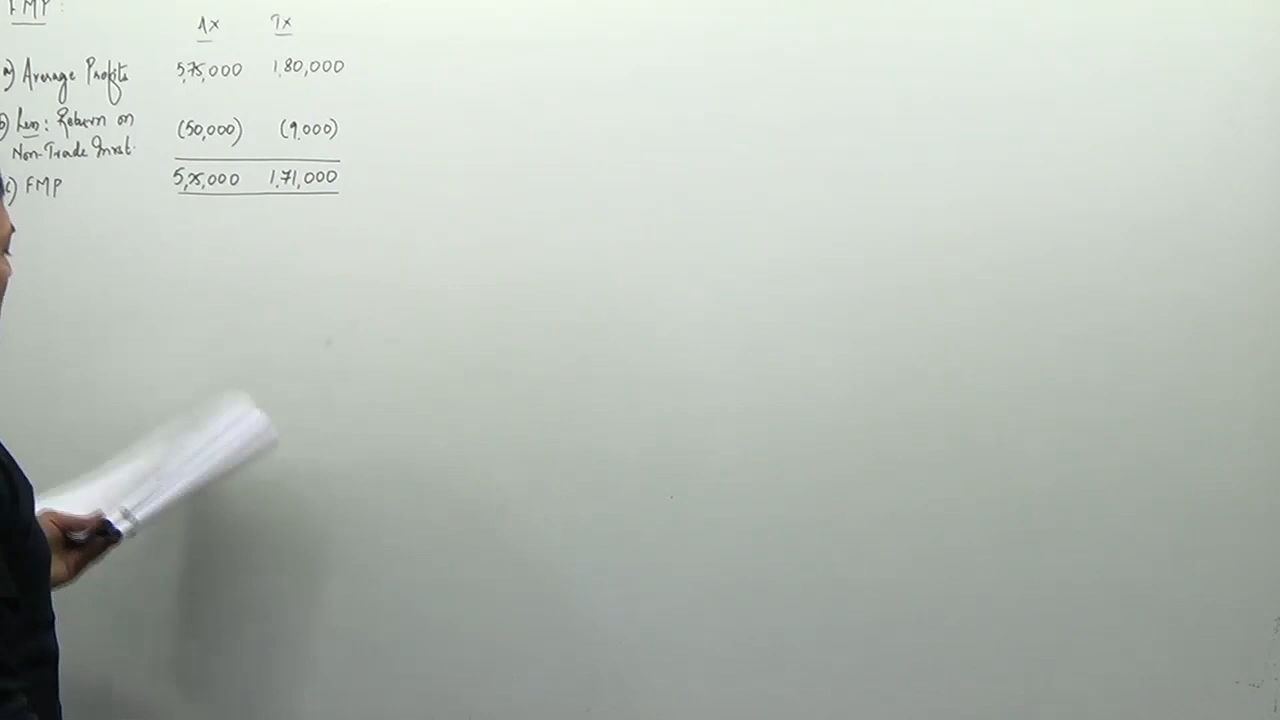 FMP:
Ax Tx
a) Average Profits 5,75,000 1,80,000
b) Less: Return on (50,000) (9,000)
Non-Trade Invst.
5,25,000 1,71,000
c) FMP